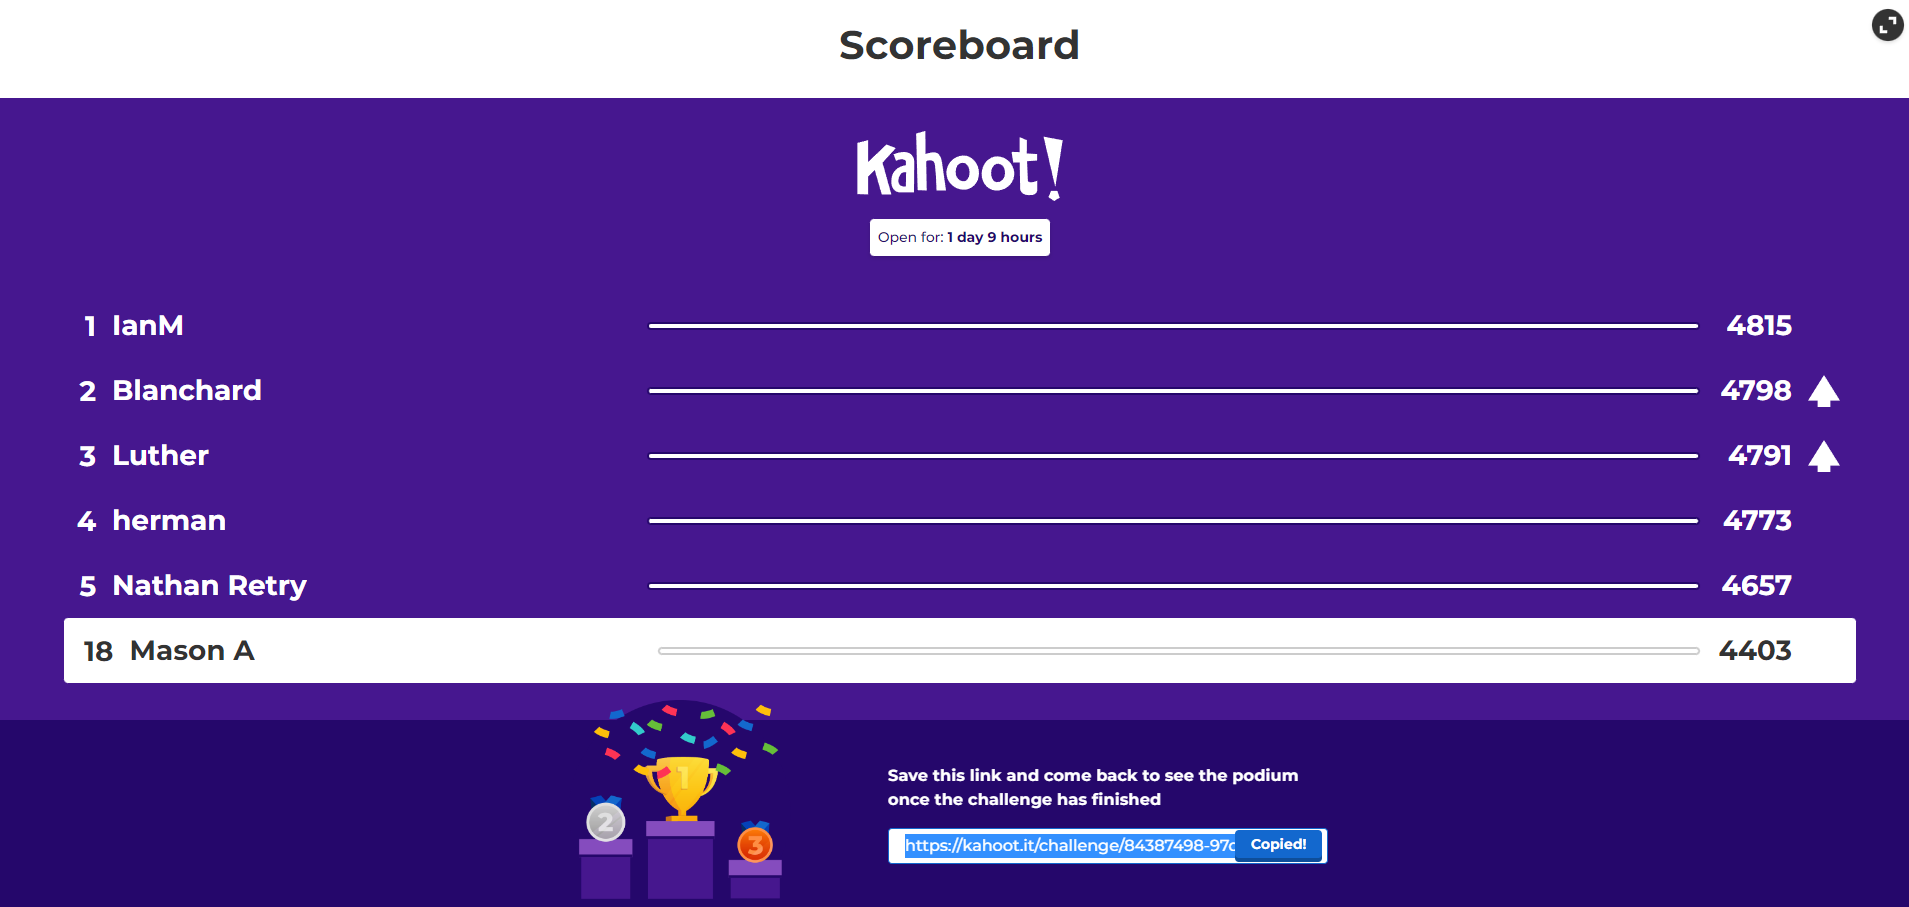 Scoreboard
Kahoot!
Open for: 1 day 9 hours
1 IanM 4815
2 Blanchard 4798
3 Luther 4791
4 herman 4773
5 Nathan Retry 4657
18 Mason A 4403
1
2
3
Save this link and come back to see the podium
once the challenge has finished
https://kahoot.it/challenge/84387498-97 Copied!